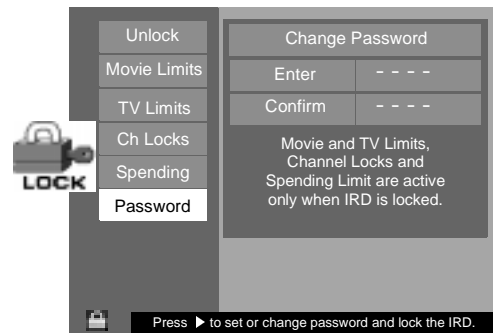 Unlock
Movie Limits
TV Limits
Ch Locks
Spending
Password
LOCK
Change Password
Enter - - - -
Confirm - - - -
Movie and TV Limits,
Channel Locks and
Spending Limit are active
only when IRD is locked.
Press ▶ to set or change password and lock the IRD.